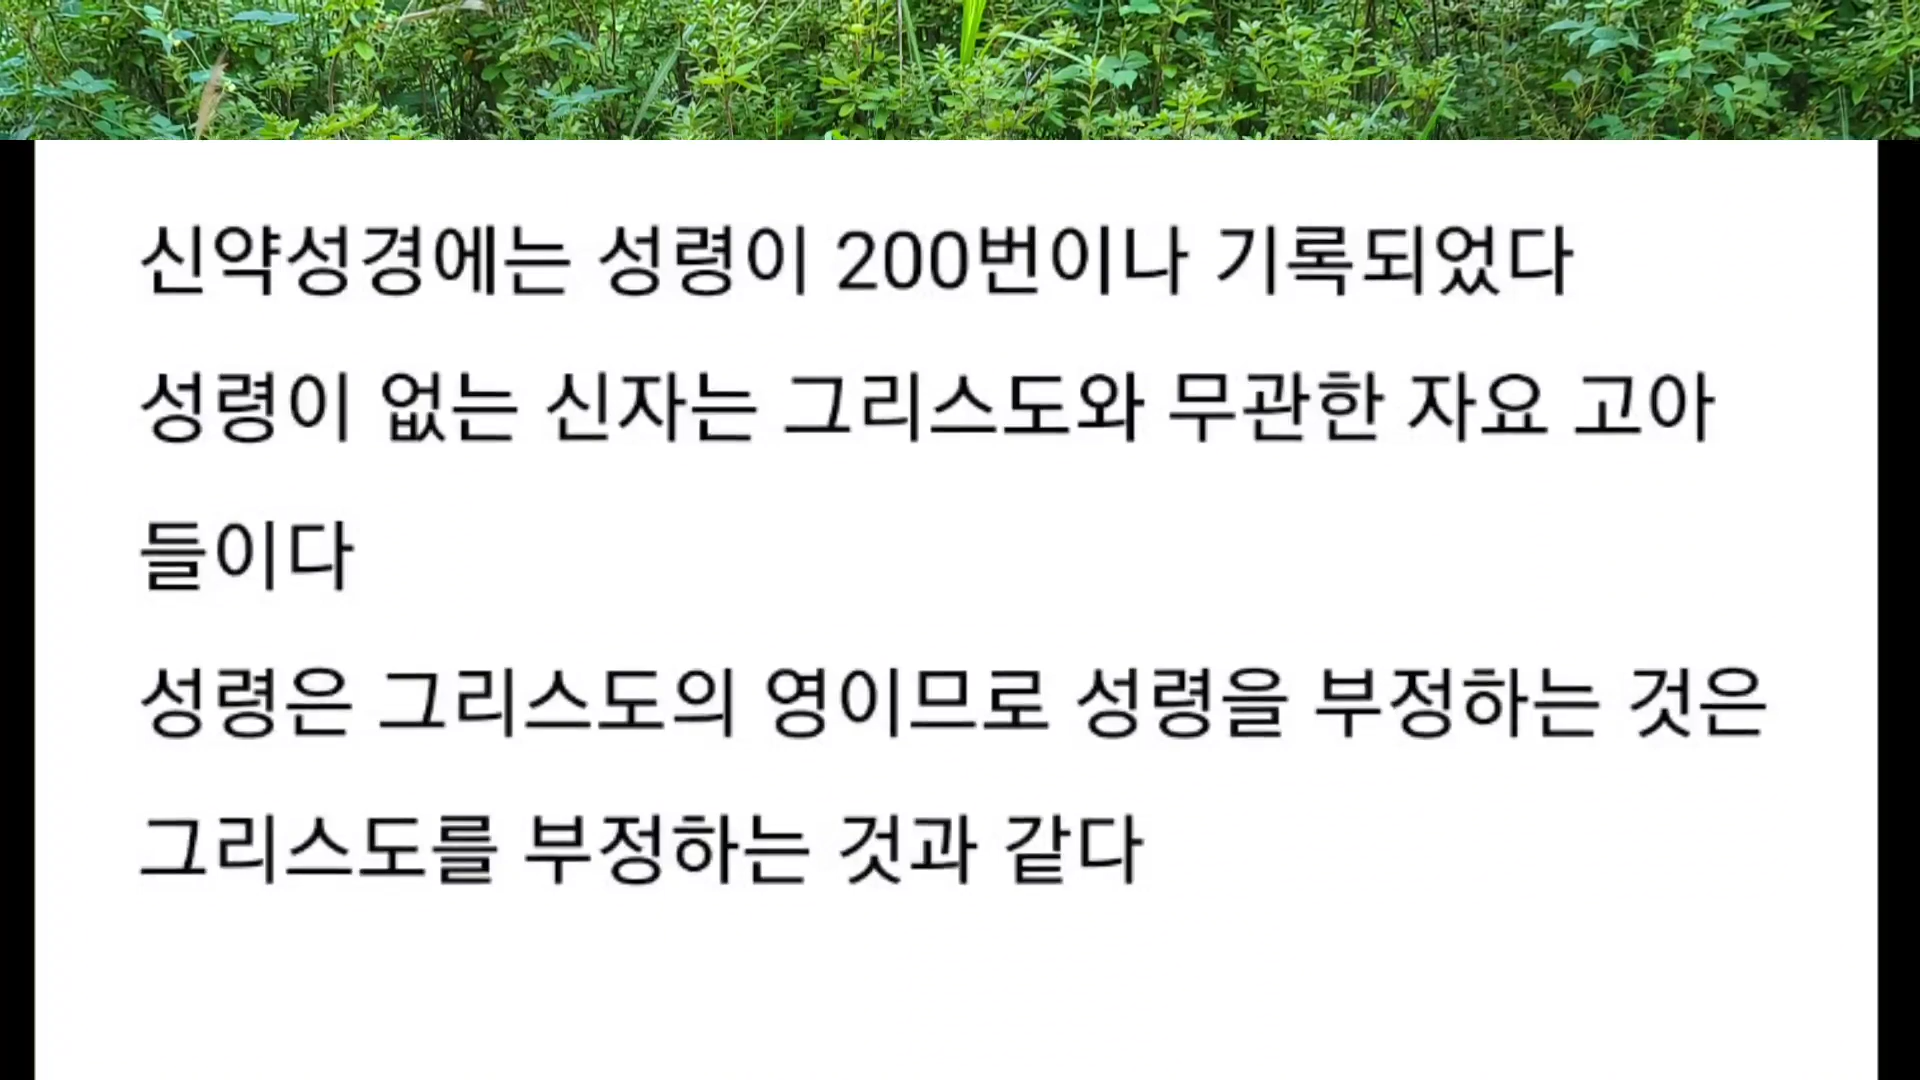 신약성경에는 성령이 200번이나 기록되었다
성령이 없는 신자는 그리스도와 무관한 자요 고아
들이다
성령은 그리스도의 영이므로 성령을 부정하는 것은
그리스도를 부정하는 것과 같다